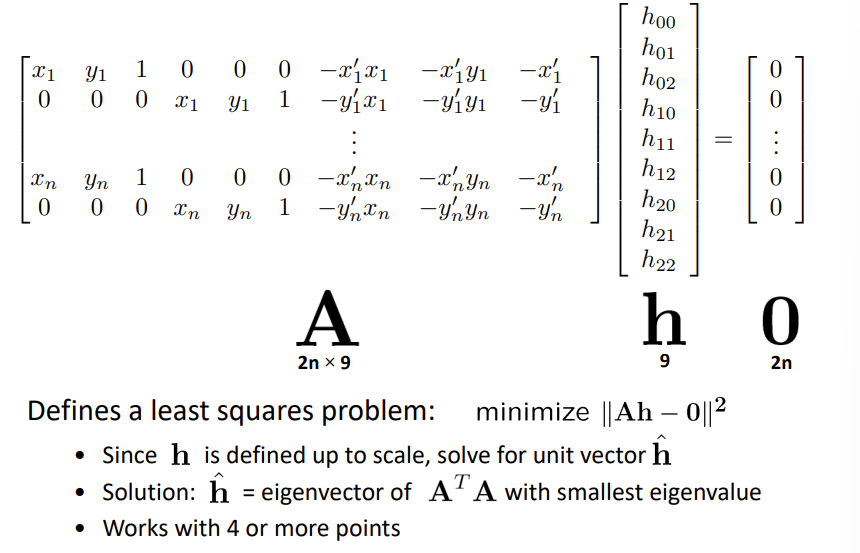 [ x₁ y₁ 1 0 0 0 −x′₁x₁ −x′₁y₁ −x′₁ ] [ h₀₀ ] [ 0 ]
[ 0 0 0 x₁ y₁ 1 −y′₁x₁ −y′₁y₁ −y′₁ ] [ h₀₁ ] [ 0 ]
⋮ [ h₀₂ ] [ h₁₀ ] [ h₁₁ ] = [ ⋮ ]
[ xₙ yₙ 1 0 0 0 −x′ₙxₙ −x′ₙyₙ −x′ₙ ] [ h₁₂ ] [ h₂₀ ] [ 0 ]
[ 0 0 0 xₙ yₙ 1 −y′ₙxₙ −y′ₙyₙ −y′ₙ ] [ h₂₁ ] [ h₂₂ ] [ 0 ]
A h 0
2n × 9 9 2n
Defines a least squares problem: minimize ‖Ah − 0‖²
• Since h is defined up to scale, solve for unit vector ĥ
• Solution: ĥ = eigenvector of AᵀA with smallest eigenvalue
• Works with 4 or more points